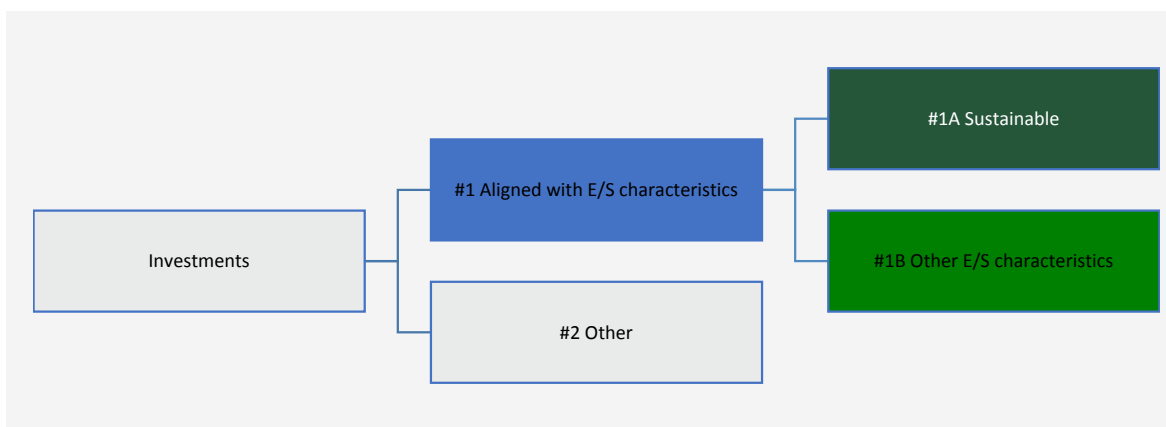 Investments
#1 Aligned with E/S characteristics
#2 Other
#1A Sustainable
#1B Other E/S characteristics